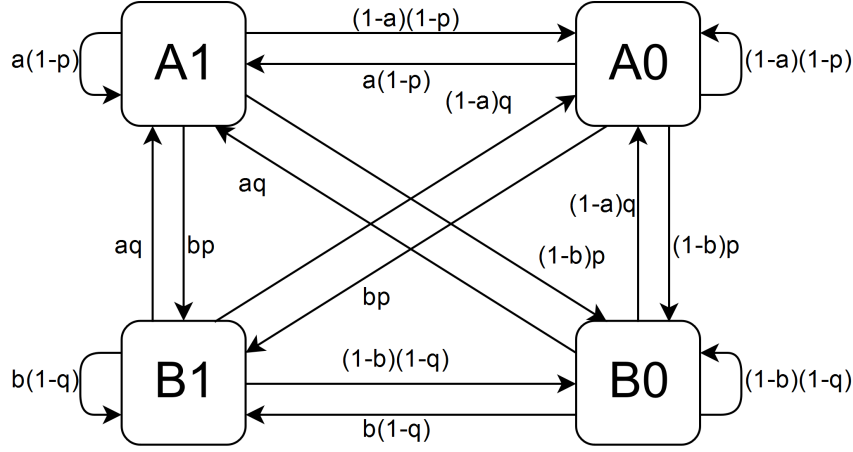 (1-a)(1-p)
a(1-p)
A1
A0
(1-a)(1-p)
a(1-p)
(1-a)q
aq
(1-a)q
aq
bp
(1-b)p
(1-b)p
bp
(1-b)(1-q)
b(1-q)
B1
B0
(1-b)(1-q)
b(1-q)